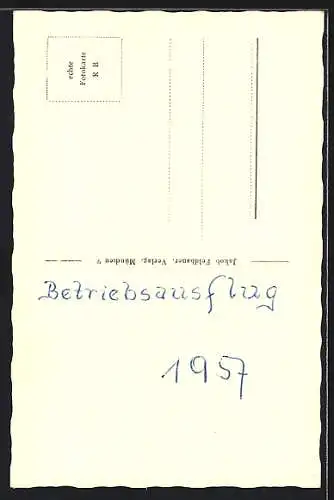 echte
Fotokarte
R B
Jakob Feldbauer, Verlag, München 9
Betriebsausflug
1957